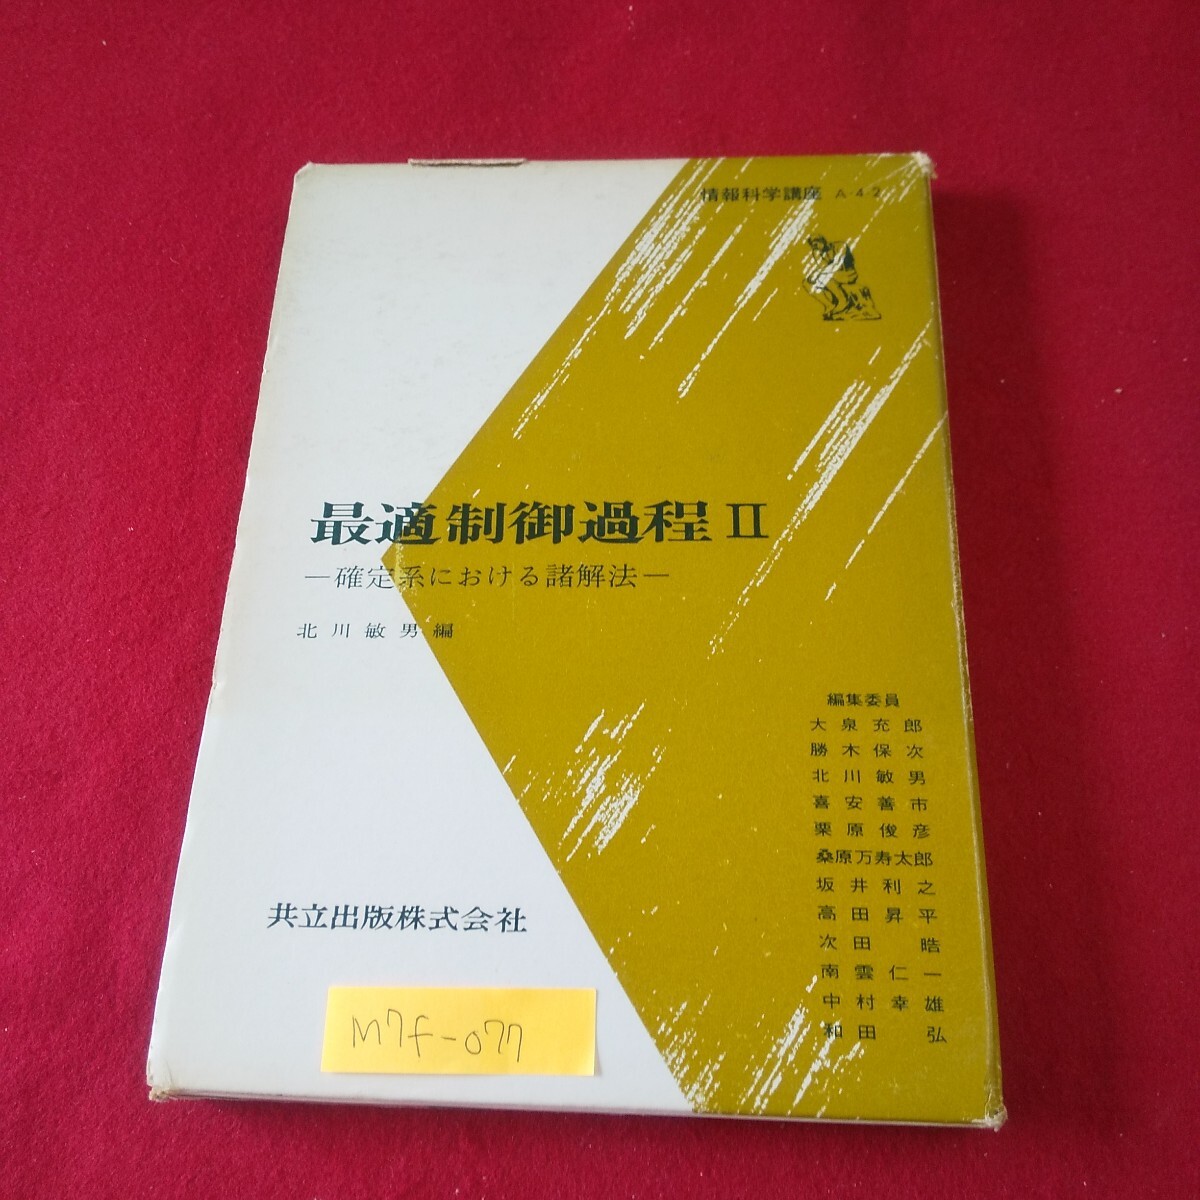 情報科学講座 A・4・2
最適制御過程 II
―確定系における諸解法―
北川敏男編
編集委員
大泉充郎
勝木保次
北川敏男
喜安善市
栗原俊彦
桑原万寿太郎
坂井利之
高田昇平
次田晧
南雲仁一
中村幸雄
和田弘
共立出版株式会社
M7f-077